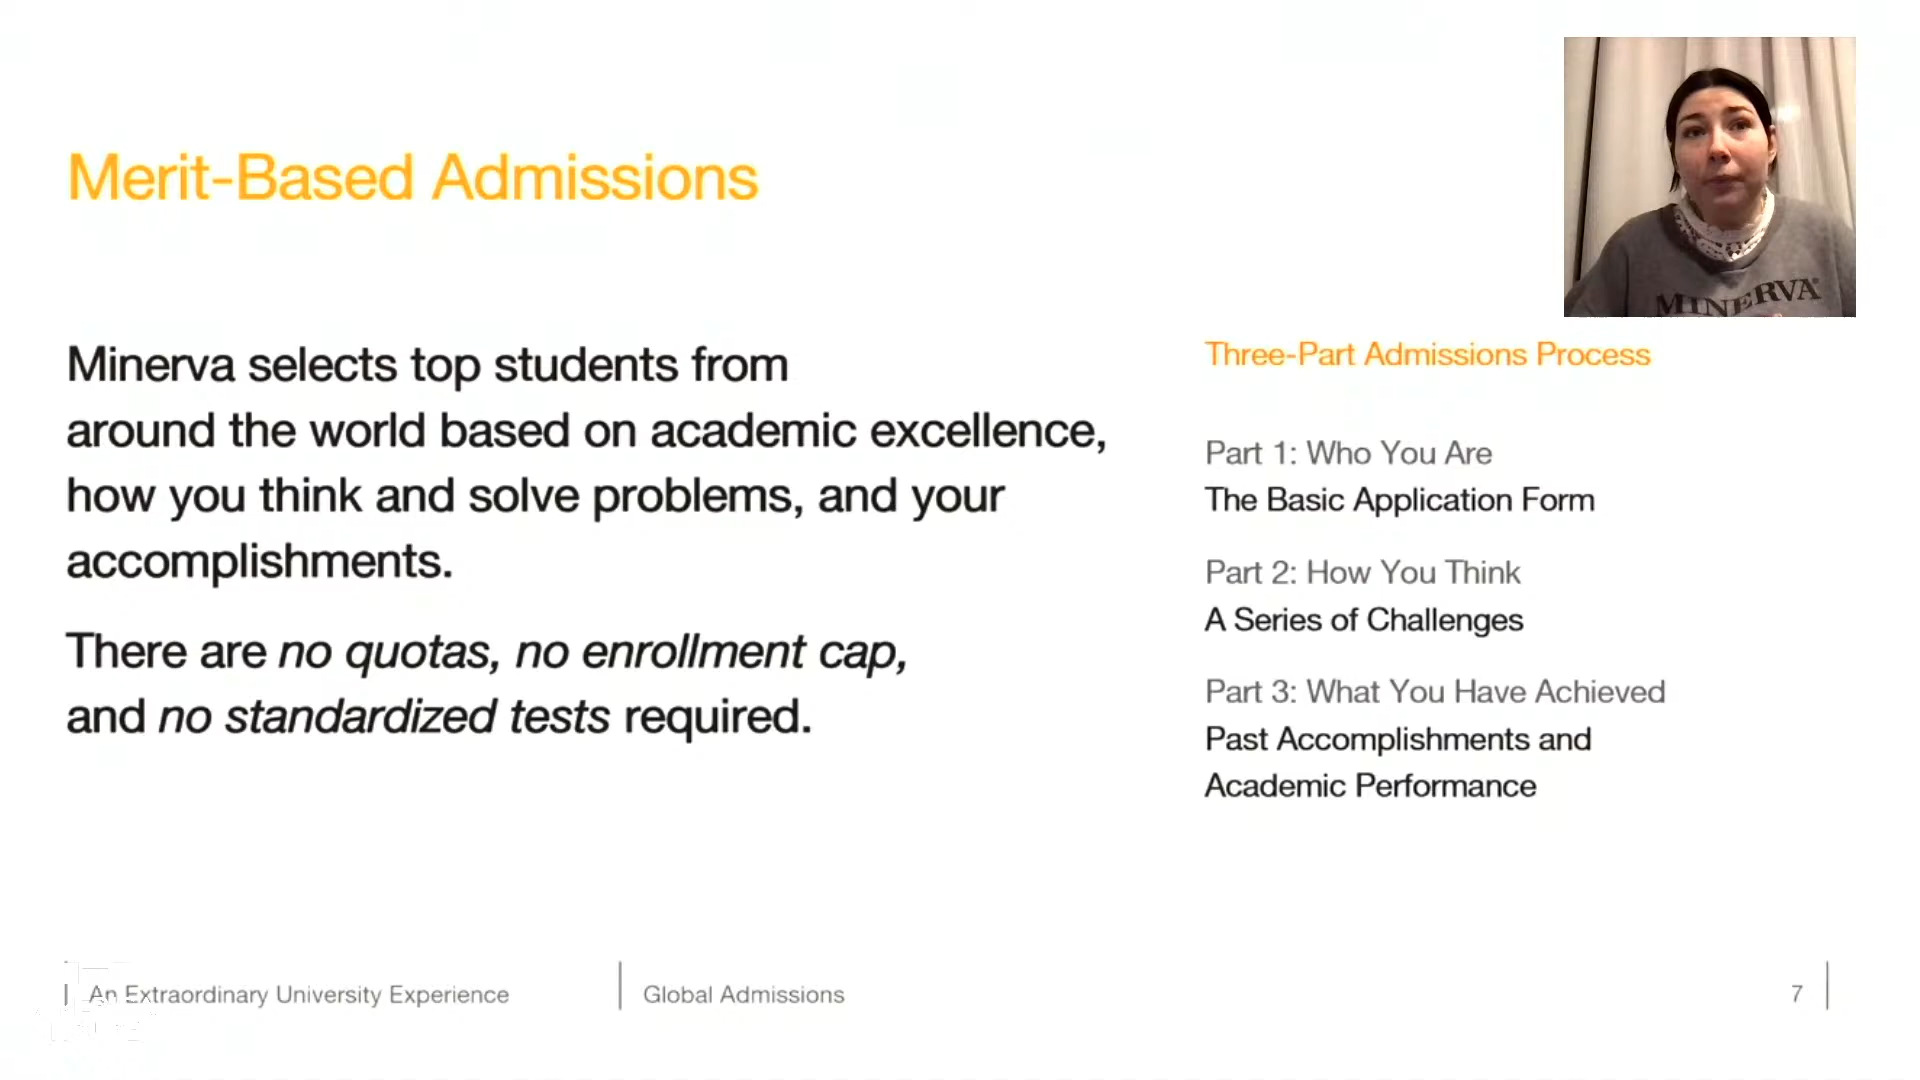 Merit-Based Admissions
Minerva selects top students from
around the world based on academic excellence,
how you think and solve problems, and your
accomplishments.
There are no quotas, no enrollment cap,
and no standardized tests required.
MINERVA
Three-Part Admissions Process
Part 1: Who You Are
The Basic Application Form
Part 2: How You Think
A Series of Challenges
Part 3: What You Have Achieved
Past Accomplishments and
Academic Performance
An Extraordinary University Experience
Global Admissions
7